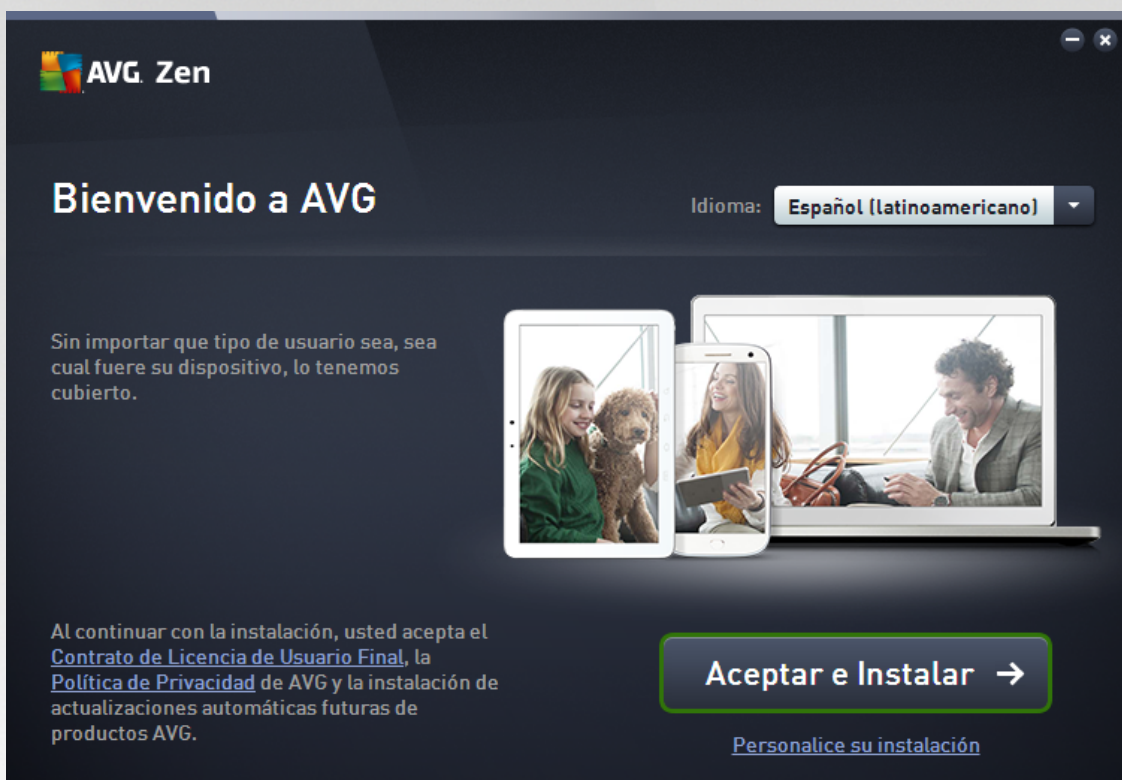 AVG. Zen
Bienvenido a AVG
Idioma:
Español (latinoamericano)
Sin importar que tipo de usuario sea, sea
cual fuere su dispositivo, lo tenemos
cubierto.
Al continuar con la instalación, usted acepta el
Contrato de Licencia de Usuario Final, la
Política de Privacidad de AVG y la instalación de
actualizaciones automáticas futuras de
productos AVG.
Aceptar e Instalar →
Personalice su instalación